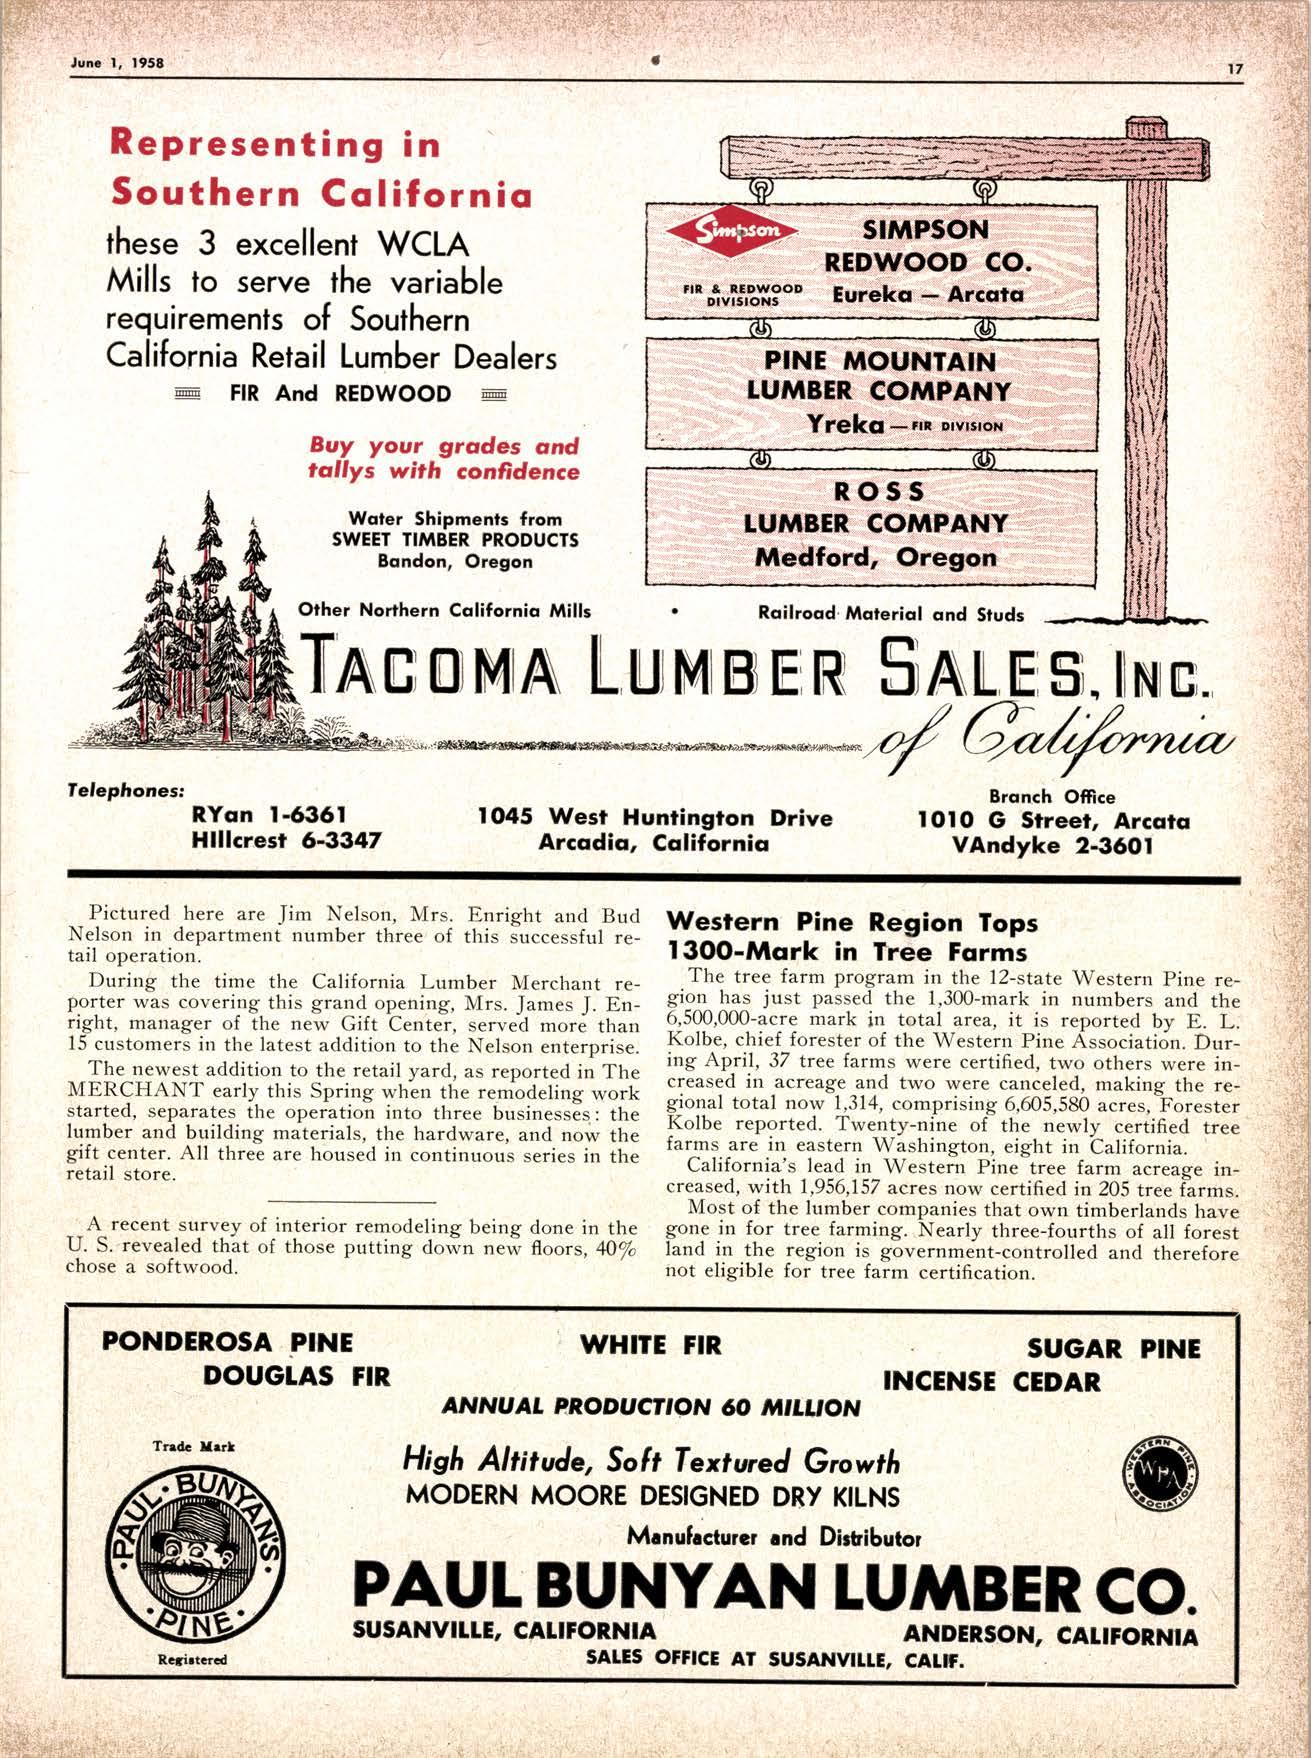 June 1, 1958
17
Representing in
Southern California
these 3 excellent WCLA
Mills to serve the variable
requirements of Southern
California Retail Lumber Dealers
FIR And REDWOOD
Buy your grades and
tallys with confidence
Water Shipments from
SWEET TIMBER PRODUCTS
Bandon, Oregon
Simpson
FIR & REDWOOD
DIVISIONS
SIMPSON
REDWOOD CO.
Eureka — Arcata
PINE MOUNTAIN
LUMBER COMPANY
Yreka — FIR DIVISION
ROSS
LUMBER COMPANY
Medford, Oregon
Other Northern California Mills • Railroad Material and Studs
TACOMA LUMBER SALES, INC.
of California
Telephones:
RYan 1-6361
HIllcrest 6-3347
1045 West Huntington Drive
Arcadia, California
Branch Office
1010 G Street, Arcata
VAndyke 2-3601
Pictured here are Jim Nelson, Mrs. Enright and Bud
Nelson in department number three of this successful re-
tail operation.
During the time the California Lumber Merchant re-
porter was covering this grand opening, Mrs. James J. En-
right, manager of the new Gift Center, served more than
15 customers in the latest addition to the Nelson enterprise.
The newest addition to the retail yard, as reported in The
MERCHANT early this Spring when the remodeling work
started, separates the operation into three businesses: the
lumber and building materials, the hardware, and now the
gift center. All three are housed in continuous series in the
retail store.
A recent survey of interior remodeling being done in the
U. S. revealed that of those putting down new floors, 40%
chose a softwood.
Western Pine Region Tops
1300-Mark in Tree Farms
The tree farm program in the 12-state Western Pine re-
gion has just passed the 1,300-mark in numbers and the
6,500,000-acre mark in total area, it is reported by E. L.
Kolbe, chief forester of the Western Pine Association. Dur-
ing April, 37 tree farms were certified, two others were in-
creased in acreage and two were canceled, making the re-
gional total now 1,314, comprising 6,605,580 acres, Forester
Kolbe reported. Twenty-nine of the newly certified tree
farms are in eastern Washington, eight in California.
California's lead in Western Pine tree farm acreage in-
creased, with 1,956,157 acres now certified in 205 tree farms.
Most of the lumber companies that own timberlands have
gone in for tree farming. Nearly three-fourths of all forest
land in the region is government-controlled and therefore
not eligible for tree farm certification.
PONDEROSA PINE
WHITE FIR
SUGAR PINE
DOUGLAS FIR
INCENSE CEDAR
ANNUAL PRODUCTION 60 MILLION
Trade Mark
PAUL • BUNYAN'S
• PINE •
Registered
High Altitude, Soft Textured Growth
MODERN MOORE DESIGNED DRY KILNS
WESTERN PINE
WPA
ASSOCIATION
Manufacturer and Distributor
PAUL BUNYAN LUMBER CO.
SUSANVILLE, CALIFORNIA
ANDERSON, CALIFORNIA
SALES OFFICE AT SUSANVILLE, CALIF.